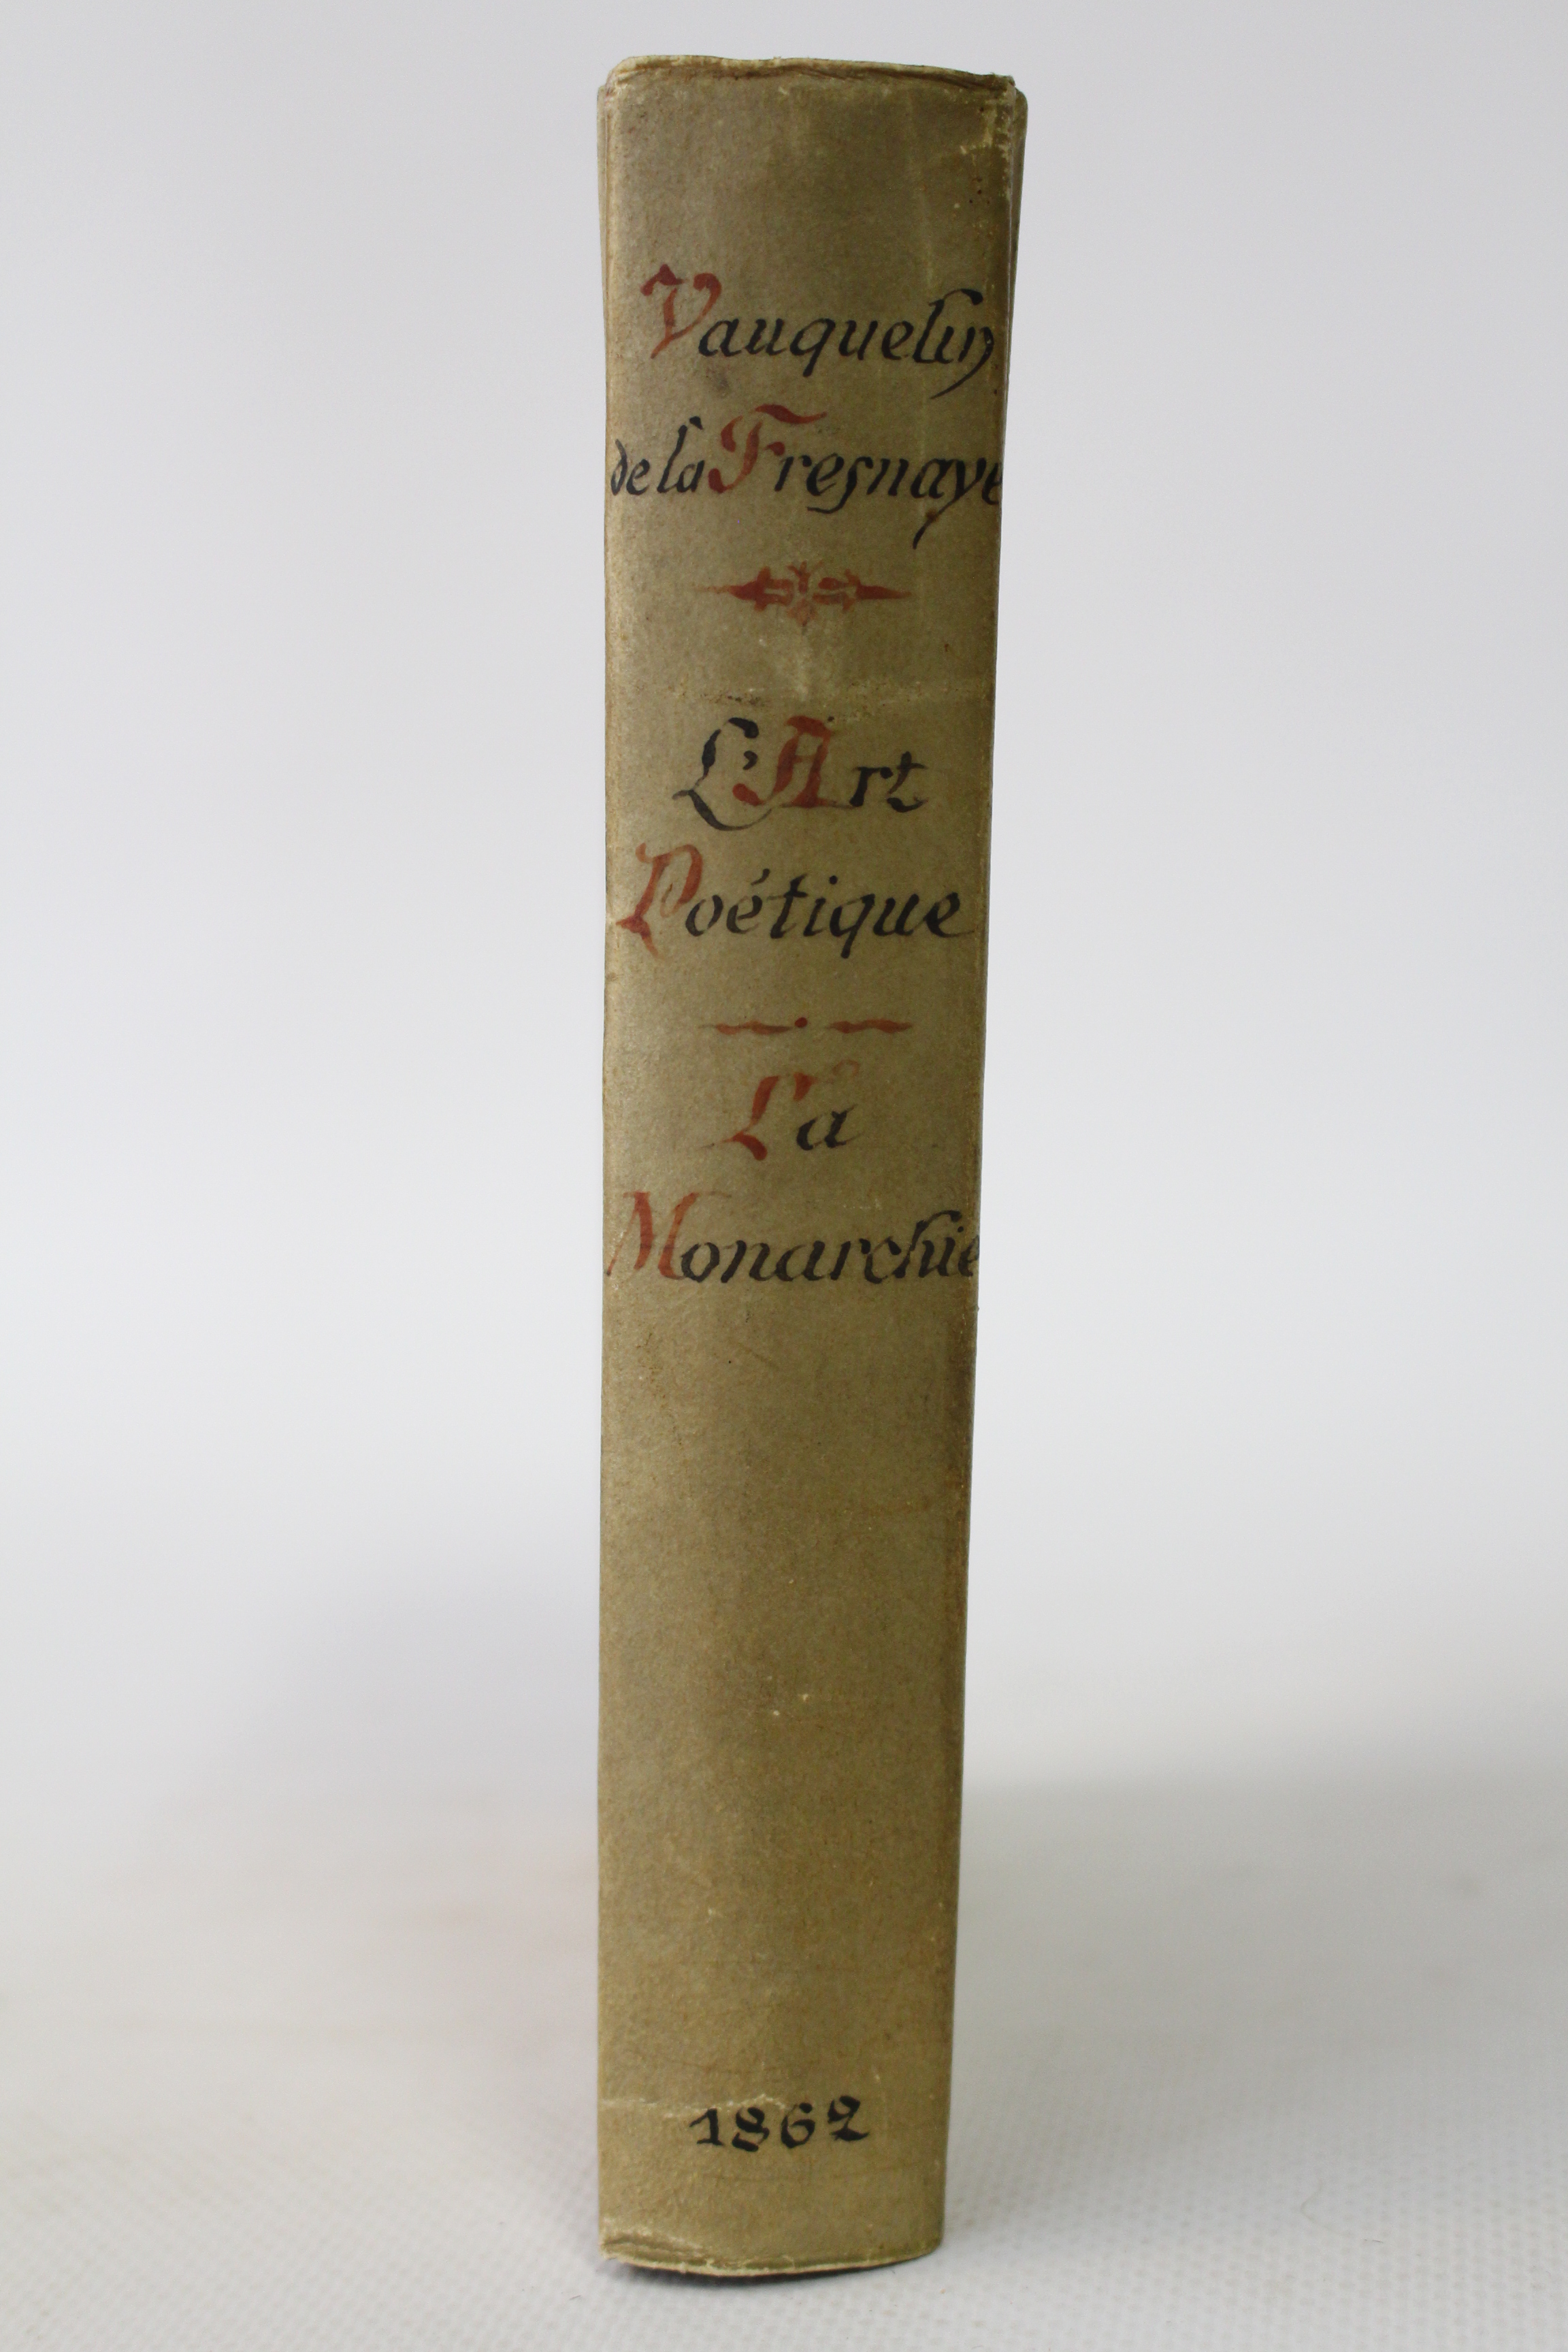 Vauquelin
de la Fresnaye
L'Art
Poétique
La
Monarchie
1862